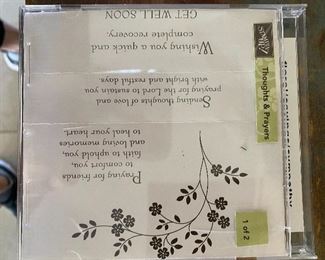 Praying for friends
to comfort you,
faith to uphold you,
and loving memories
to heal your heart.
Sending thoughts of love and
praying for the Lord to sustain you
with bright and restful days.
Wishing you a quick and
complete recovery.
GET WELL SOON
Thoughts & Prayers
1 of 2